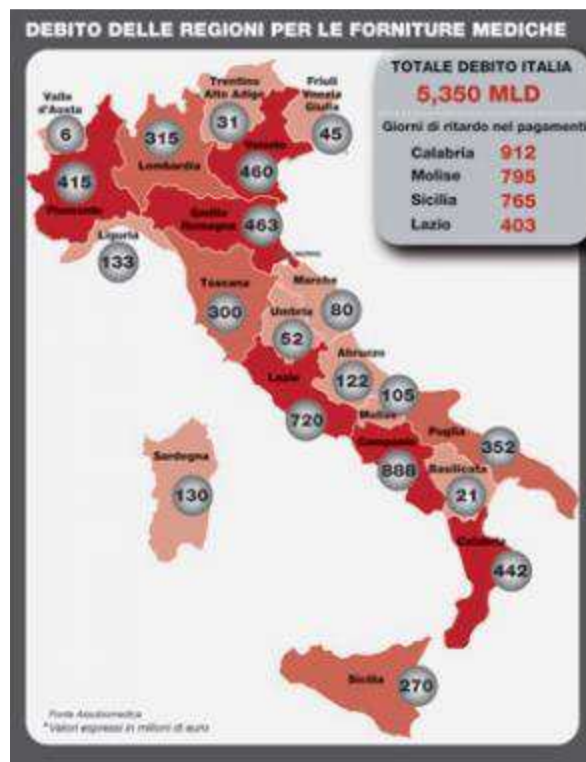 DEBITO DELLE REGIONI PER LE FORNITURE MEDICHE
TOTALE DEBITO ITALIA
5,350 MLD
Giorni di ritardo nel pagamenti
Calabria 912
Molise 795
Sicilia 765
Lazio 403
Valle
d'Aosta
6
Trentino
Alto Adige
31
Friuli
Venezia
Giulia
45
315
Lombardia
Veneto
460
415
Piemonte
Emilia
Romagna
463
Liguria
133
Toscana
300
Marche
80
Umbria
52
Abruzzo
122
Lazio
720
105
Molise
Campania
888
Puglia
352
Basilicata
21
Sardegna
130
Calabria
442
Sicilia
270
Fonte Assobiomedica
*Valori espressi in milioni di euro